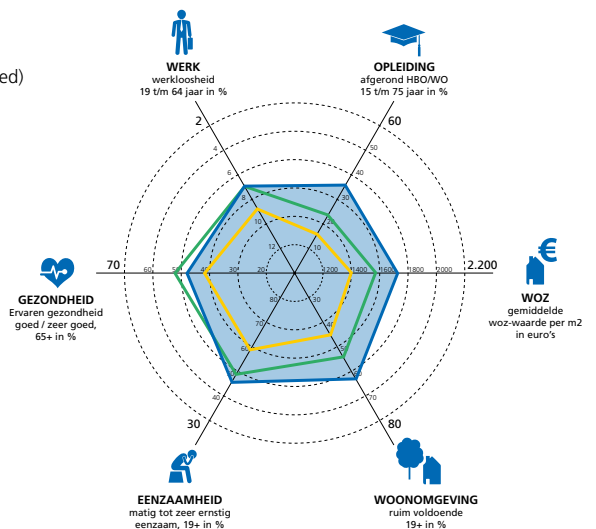 ed)
WERK
werkloosheid
19 t/m 64 jaar in %
OPLEIDING
afgerond HBO/WO
15 t/m 75 jaar in %
2
60
4
50
6
40
8
30
10
20
12
10
70
60
50
40
30
20
1200
1400
1600
1800
2000
2.200
GEZONDHEID
Ervaren gezondheid
goed / zeer goed,
65+ in %
€
WOZ
gemiddelde
woz-waarde per m2
in euro's
80
30
70
40
60
50
50
60
40
70
30
80
EENZAAMHEID
matig tot zeer ernstig
eenzaam, 19+ in %
WOONOMGEVING
ruim voldoende
19+ in %